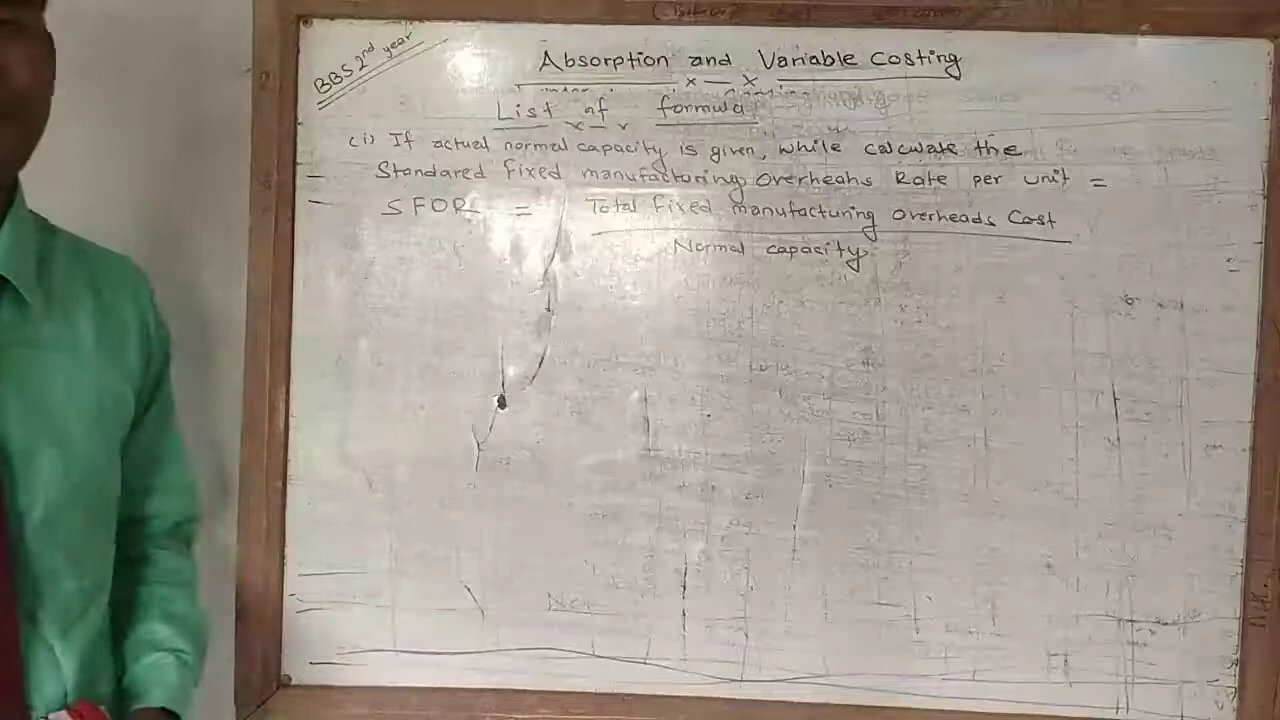 BBS 2nd year
Absorption and Variable Costing
List of formula
(i) If actual normal capacity is given, while calculate the
Standared fixed manufacturing overheahs Rate per unit =
SFOR = Total fixed manufacturing overheads Cost
Normal capacity